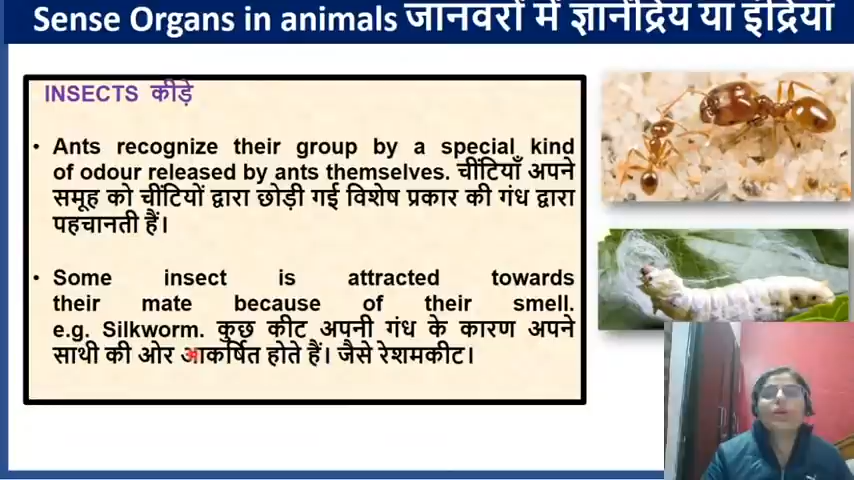 Sense Organs in animals जानवरों में ज्ञानेंद्रिय या इंद्रियां
INSECTS कीड़े
• Ants recognize their group by a special kind
of odour released by ants themselves. चींटियाँ अपने
समूह को चींटियों द्वारा छोड़ी गई विशेष प्रकार की गंध द्वारा
पहचानती हैं।
• Some insect is attracted towards
their mate because of their smell.
e.g. Silkworm. कुछ कीट अपनी गंध के कारण अपने
साथी की ओर आकर्षित होते हैं। जैसे रेशमकीट।